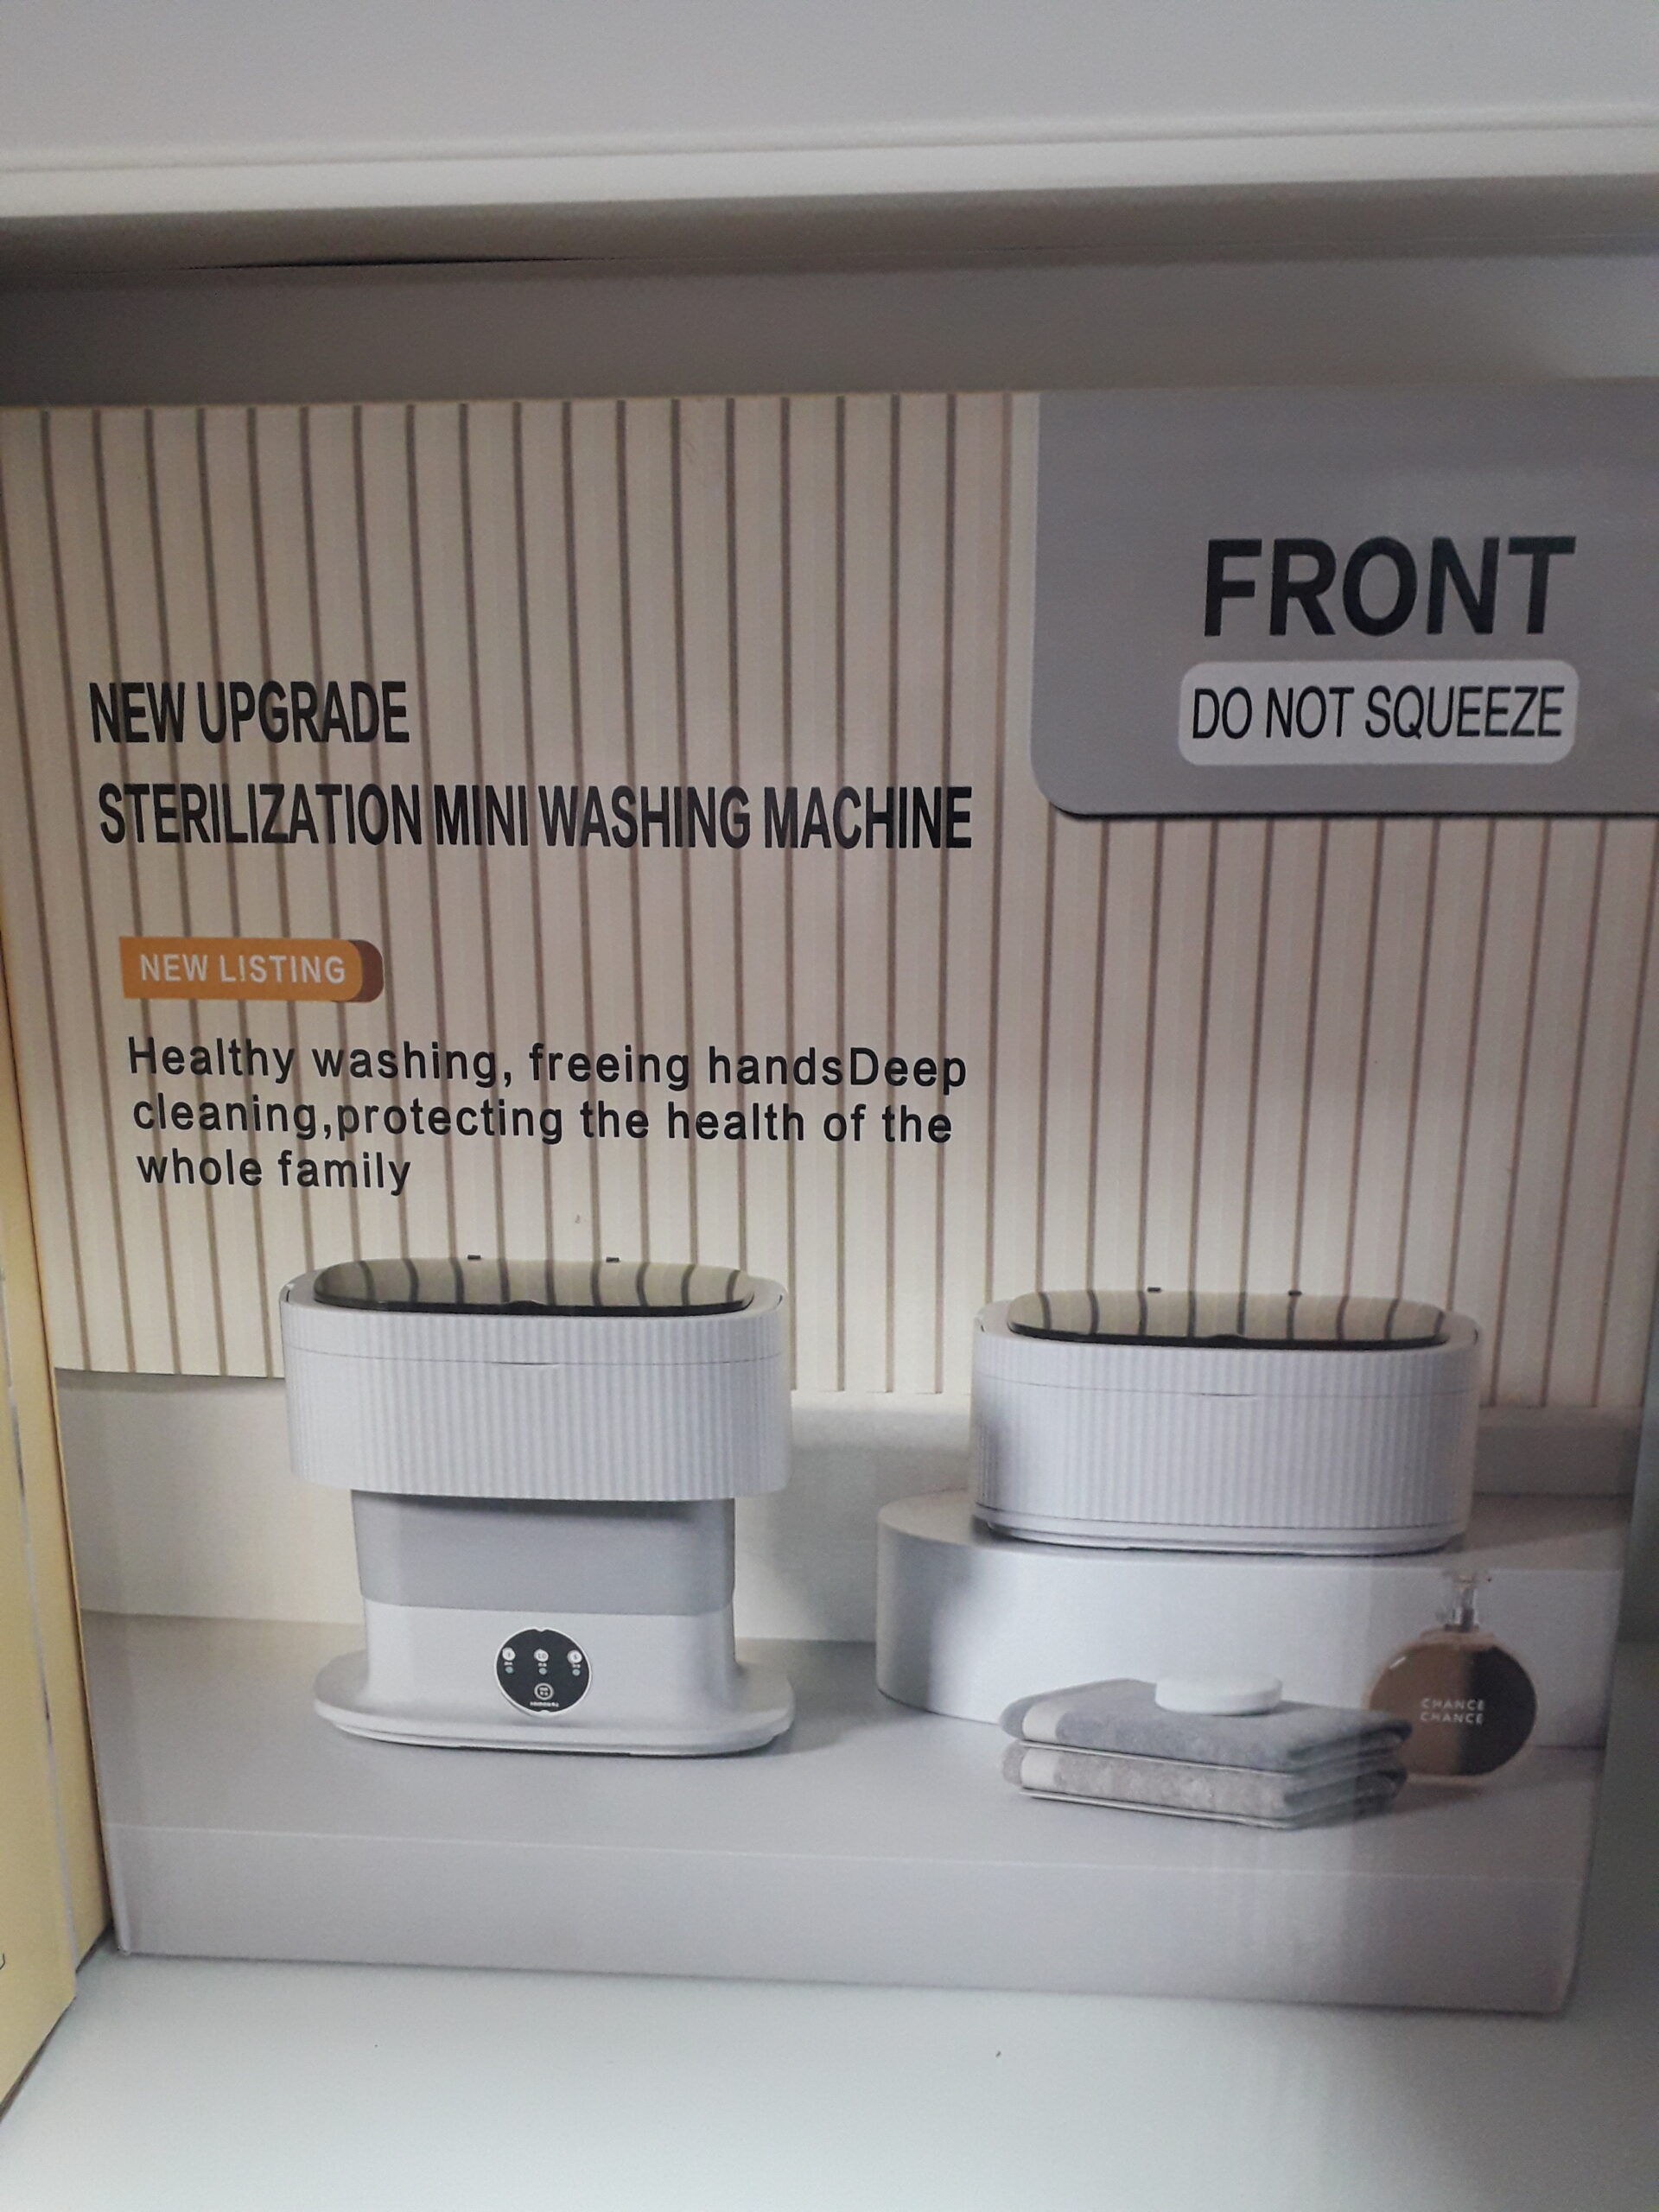 FRONT
DO NOT SQUEEZE
NEW UPGRADE
STERILIZATION MINI WASHING MACHINE
NEW LISTING
Healthy washing, freeing handsDeep
cleaning,protecting the health of the
whole family
CHANCE
CHANCE